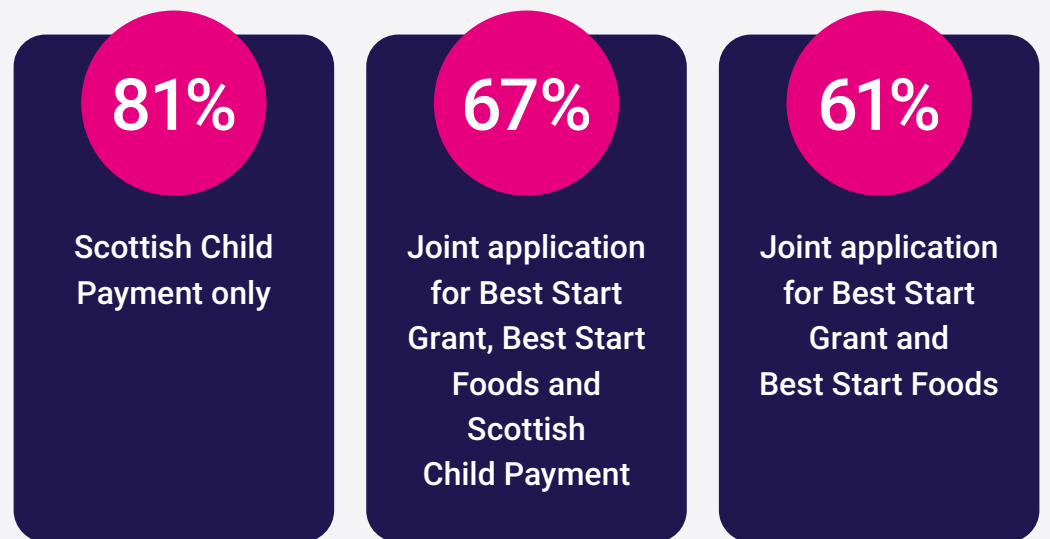 81%
Scottish Child
Payment only
67%
Joint application
for Best Start
Grant, Best Start
Foods and
Scottish
Child Payment
61%
Joint application
for Best Start
Grant and
Best Start Foods